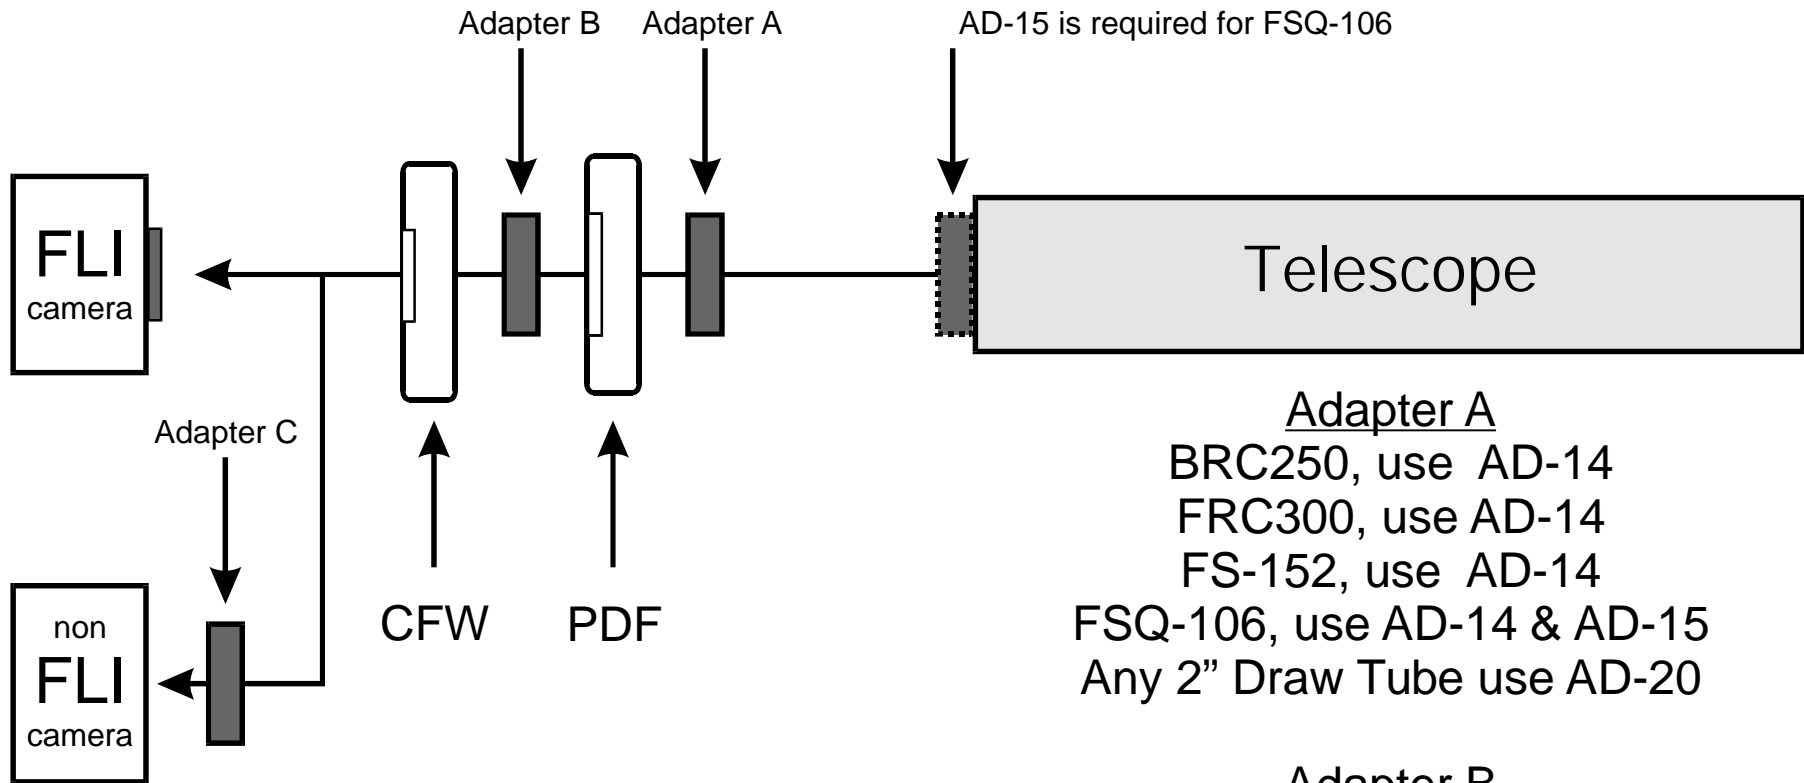 Adapter B
Adapter A
AD-15 is required for FSQ-106
FLI
camera
Telescope
Adapter C
non
FLI
camera
CFW
PDF
Adapter A
BRC250, use  AD-14
FRC300, use AD-14
FS-152, use  AD-14
FSQ-106, use AD-14 & AD-15
Any 2” Draw Tube use AD-20
Adapter B